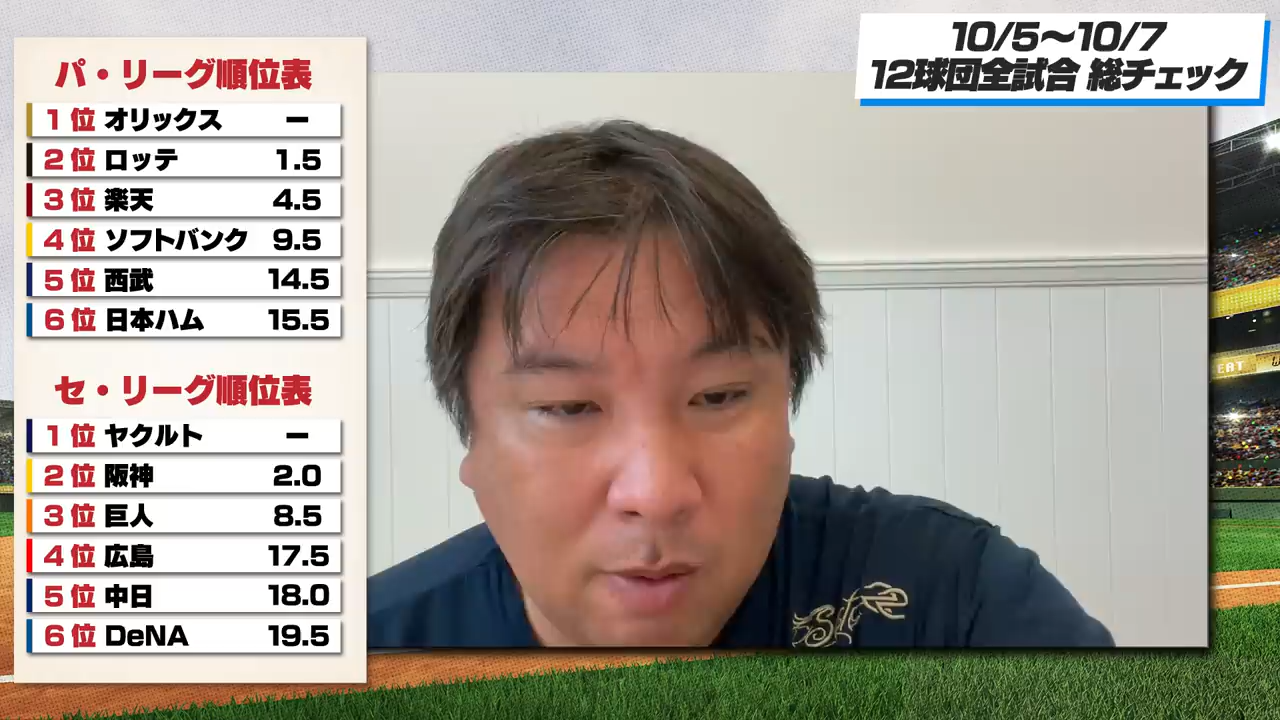 パ・リーグ順位表
1位 オリックス ー
2位 ロッテ 1.5
3位 楽天 4.5
4位 ソフトバンク 9.5
5位 西武 14.5
6位 日本ハム 15.5
セ・リーグ順位表
1位 ヤクルト ー
2位 阪神 2.0
3位 巨人 8.5
4位 広島 17.5
5位 中日 18.0
6位 DeNA 19.5
10/5〜10/7
12球団全試合 総チェック
EAT